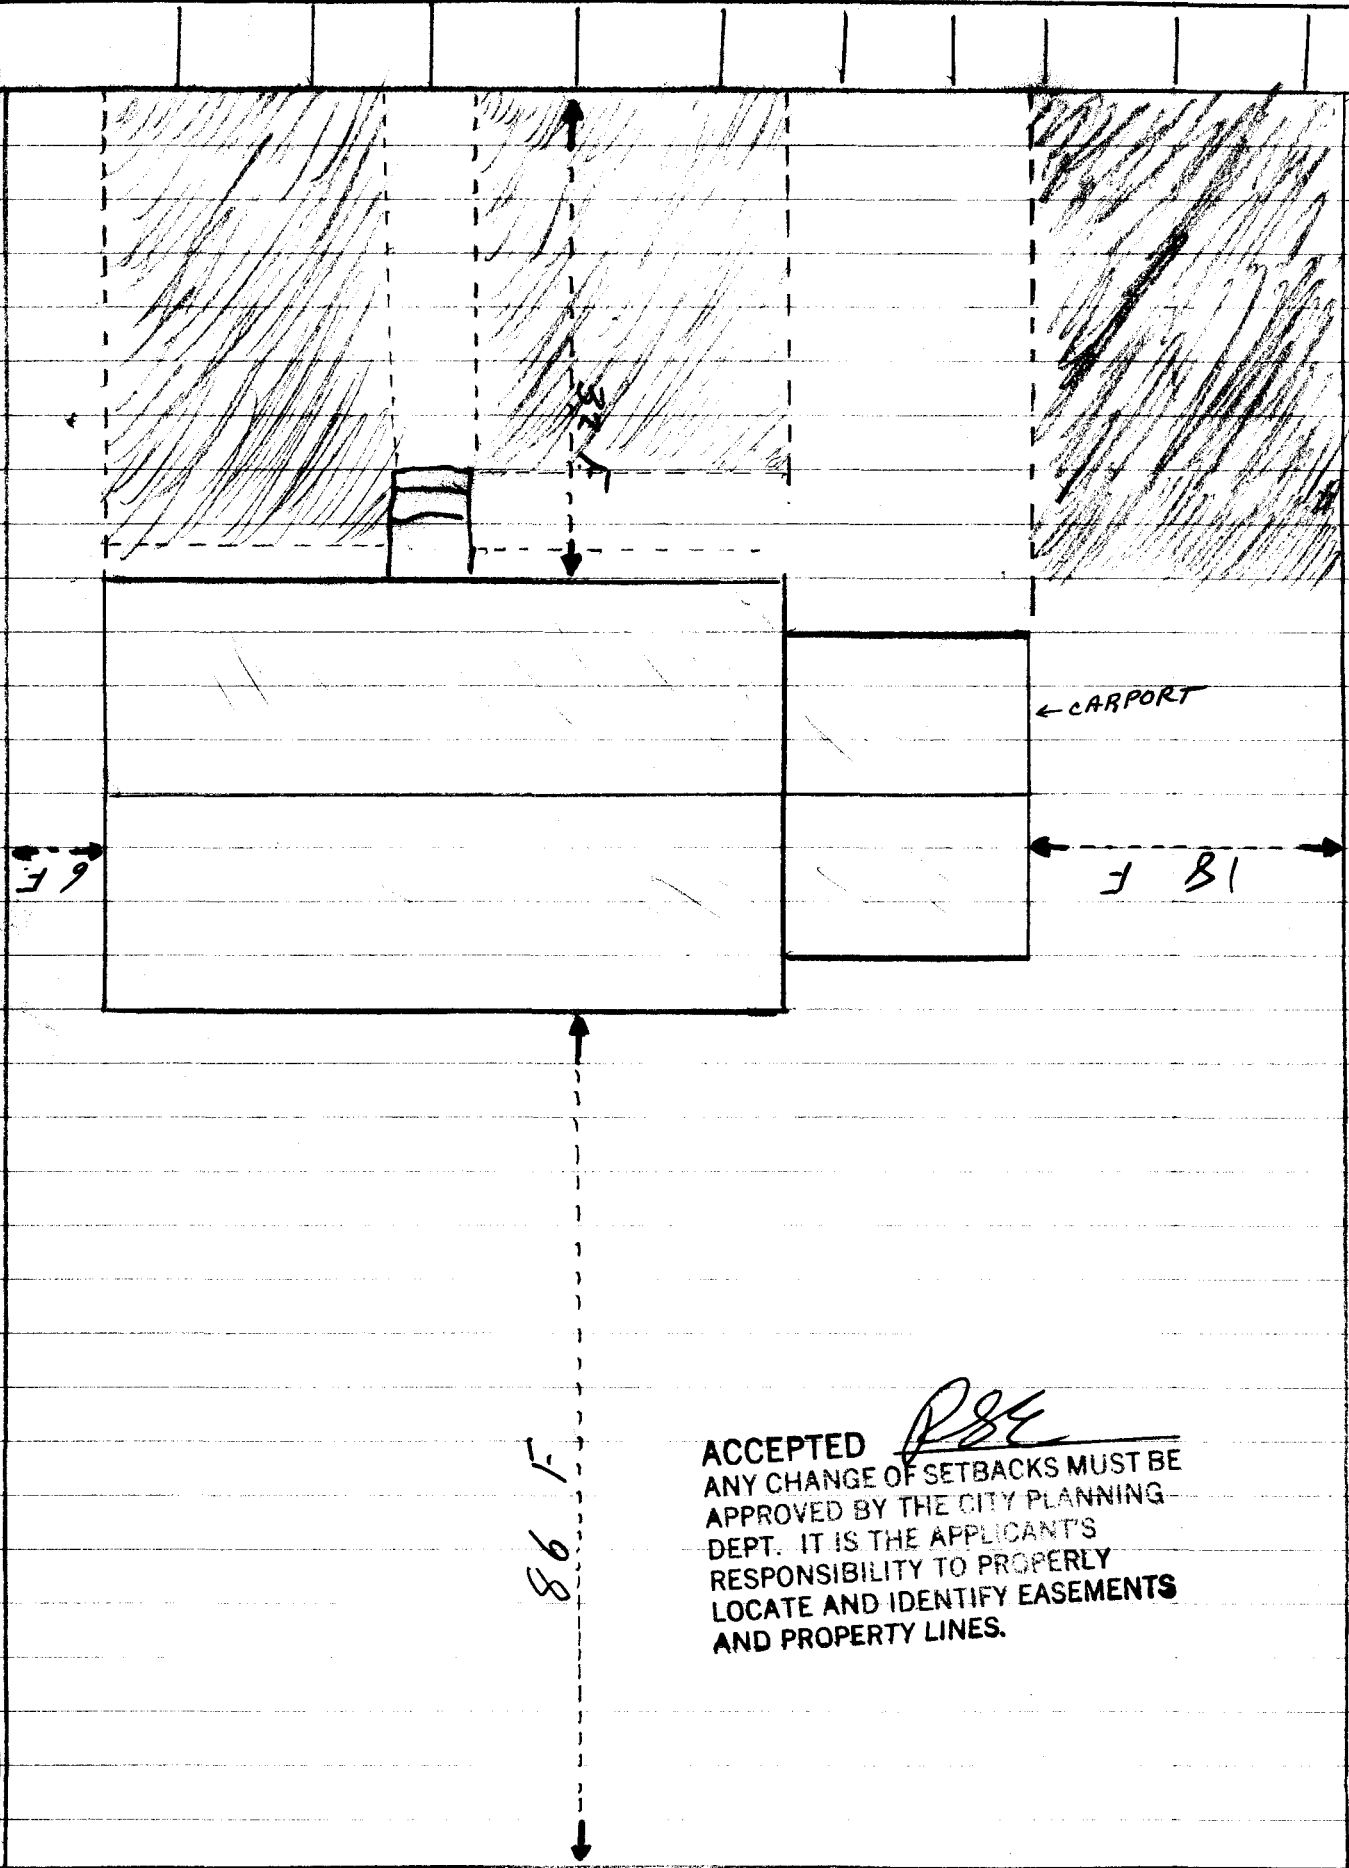 ← CARPORT
6 F.
18 F
86 F
ACCEPTED
ANY CHANGE OF SETBACKS MUST BE
APPROVED BY THE CITY PLANNING
DEPT. IT IS THE APPLICANT'S
RESPONSIBILITY TO PROPERLY
LOCATE AND IDENTIFY EASEMENTS
AND PROPERTY LINES.